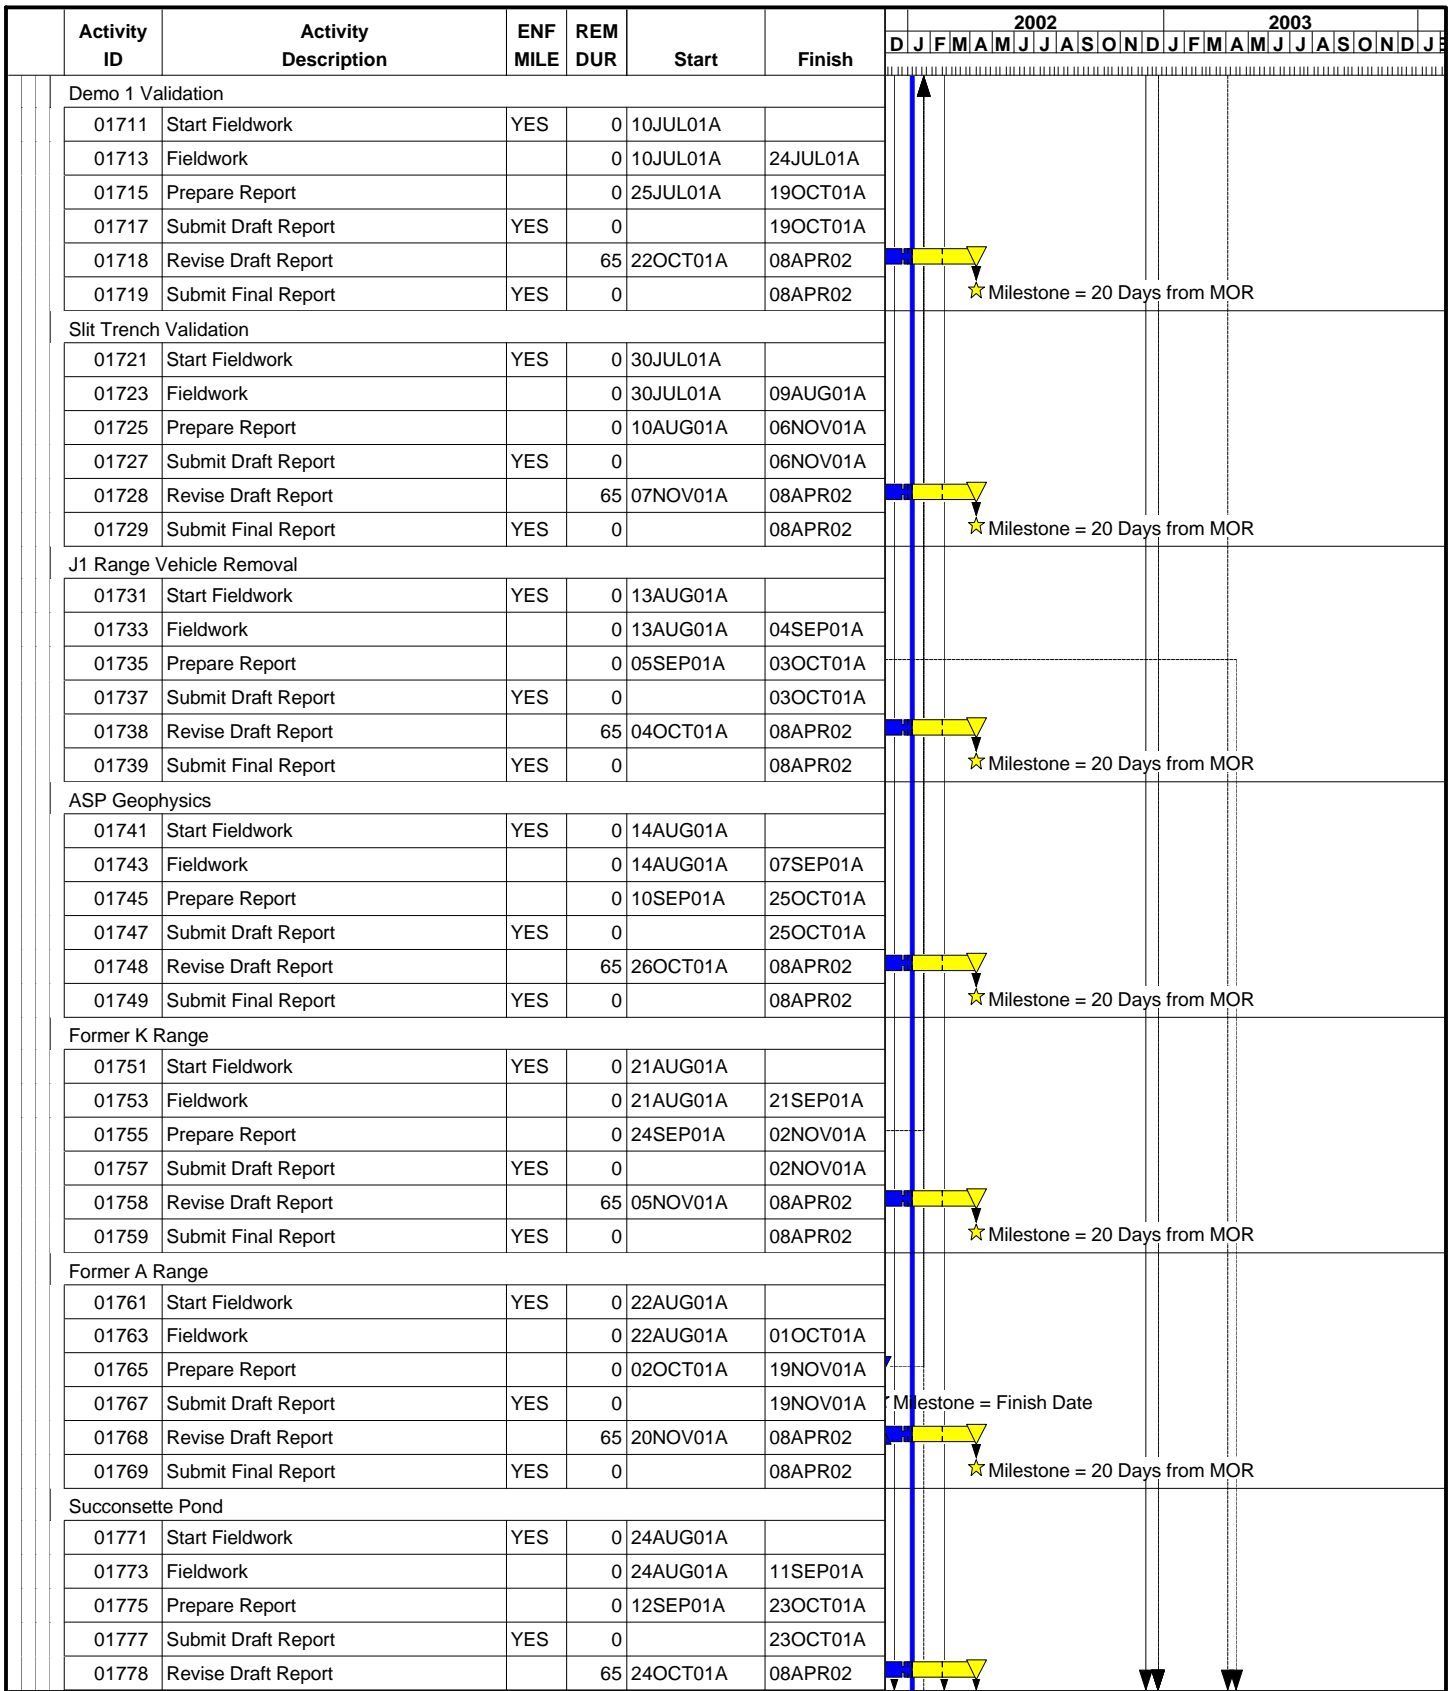 Activity ID Activity Description ENF MILE REM DUR Start Finish 2002 2003
D J F M A M J J A S O N D J F M A M J J A S O N D J
Demo 1 Validation
01711 Start Fieldwork YES 0 10JUL01A
01713 Fieldwork 0 10JUL01A 24JUL01A
01715 Prepare Report 0 25JUL01A 19OCT01A
01717 Submit Draft Report YES 0 19OCT01A
01718 Revise Draft Report 65 22OCT01A 08APR02
01719 Submit Final Report YES 0 08APR02 Milestone = 20 Days from MOR
Slit Trench Validation
01721 Start Fieldwork YES 0 30JUL01A
01723 Fieldwork 0 30JUL01A 09AUG01A
01725 Prepare Report 0 10AUG01A 06NOV01A
01727 Submit Draft Report YES 0 06NOV01A
01728 Revise Draft Report 65 07NOV01A 08APR02
01729 Submit Final Report YES 0 08APR02 Milestone = 20 Days from MOR
J1 Range Vehicle Removal
01731 Start Fieldwork YES 0 13AUG01A
01733 Fieldwork 0 13AUG01A 04SEP01A
01735 Prepare Report 0 05SEP01A 03OCT01A
01737 Submit Draft Report YES 0 03OCT01A
01738 Revise Draft Report 65 04OCT01A 08APR02
01739 Submit Final Report YES 0 08APR02 Milestone = 20 Days from MOR
ASP Geophysics
01741 Start Fieldwork YES 0 14AUG01A
01743 Fieldwork 0 14AUG01A 07SEP01A
01745 Prepare Report 0 10SEP01A 25OCT01A
01747 Submit Draft Report YES 0 25OCT01A
01748 Revise Draft Report 65 26OCT01A 08APR02
01749 Submit Final Report YES 0 08APR02 Milestone = 20 Days from MOR
Former K Range
01751 Start Fieldwork YES 0 21AUG01A
01753 Fieldwork 0 21AUG01A 21SEP01A
01755 Prepare Report 0 24SEP01A 02NOV01A
01757 Submit Draft Report YES 0 02NOV01A
01758 Revise Draft Report 65 05NOV01A 08APR02
01759 Submit Final Report YES 0 08APR02 Milestone = 20 Days from MOR
Former A Range
01761 Start Fieldwork YES 0 22AUG01A
01763 Fieldwork 0 22AUG01A 01OCT01A
01765 Prepare Report 0 02OCT01A 19NOV01A
01767 Submit Draft Report YES 0 19NOV01A Milestone = Finish Date
01768 Revise Draft Report 65 20NOV01A 08APR02
01769 Submit Final Report YES 0 08APR02 Milestone = 20 Days from MOR
Succonsette Pond
01771 Start Fieldwork YES 0 24AUG01A
01773 Fieldwork 0 24AUG01A 11SEP01A
01775 Prepare Report 0 12SEP01A 23OCT01A
01777 Submit Draft Report YES 0 23OCT01A
01778 Revise Draft Report 65 24OCT01A 08APR02